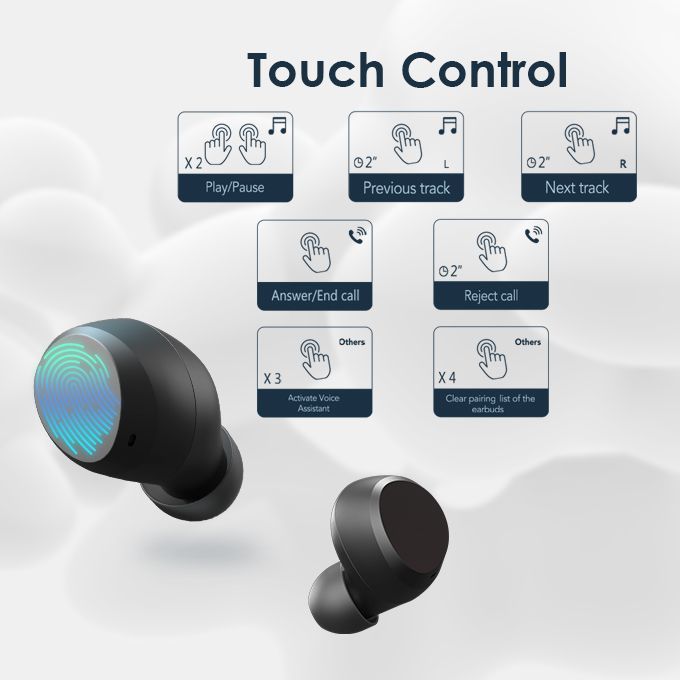 Touch Control
X 2
Play/Pause
2" L
Previous track
2" R
Next track
Answer/End call
2"
Reject call
Others
X 3
Activate Voice
Assistant
Others
X 4
Clear pairing list of the
earbuds